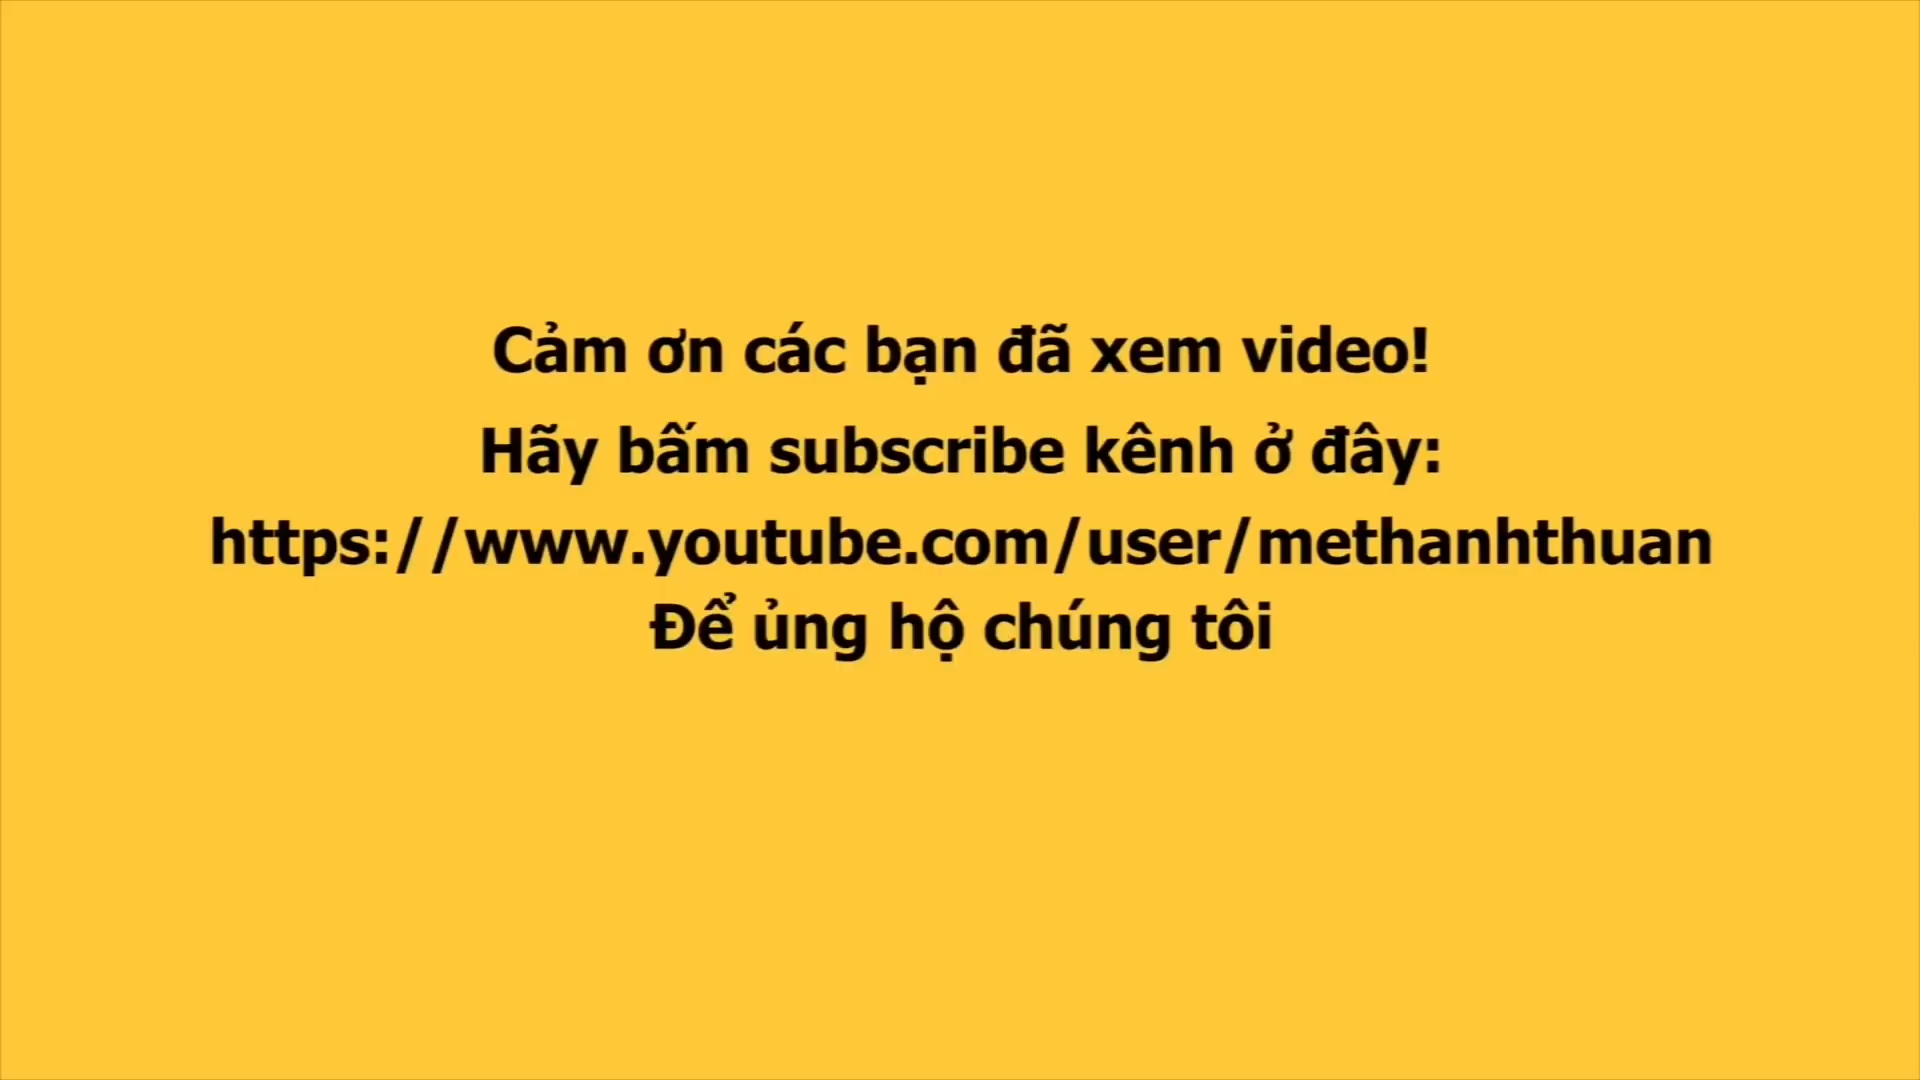 Cảm ơn các bạn đã xem video!
Hãy bấm subscribe kênh ở đây:
https://www.youtube.com/user/methanhthuan
Để ủng hộ chúng tôi